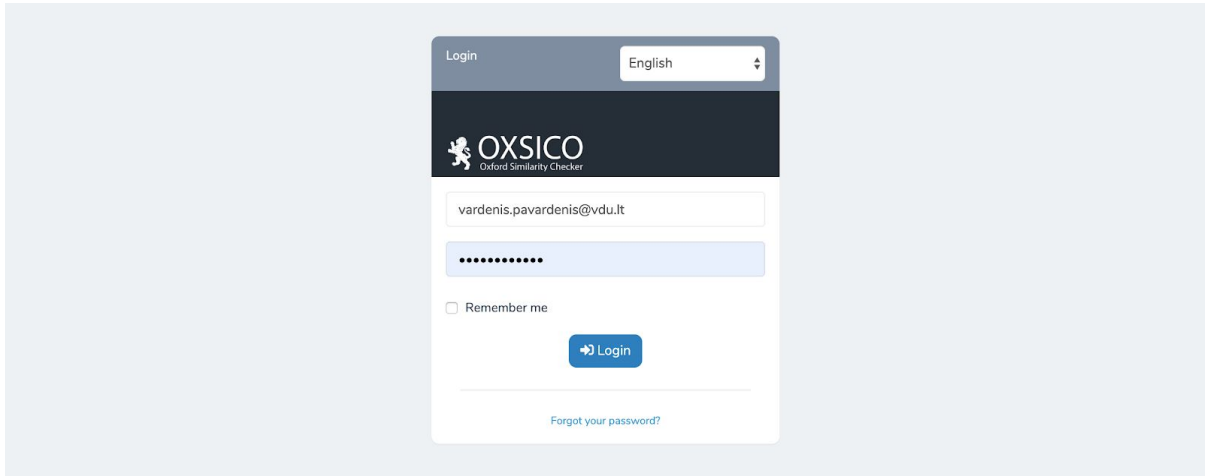 Login
English
OXSICO
Oxford Similarity Checker
vardenis.pavardenis@vdu.lt
••••••••••••
Remember me
Login
Forgot your password?